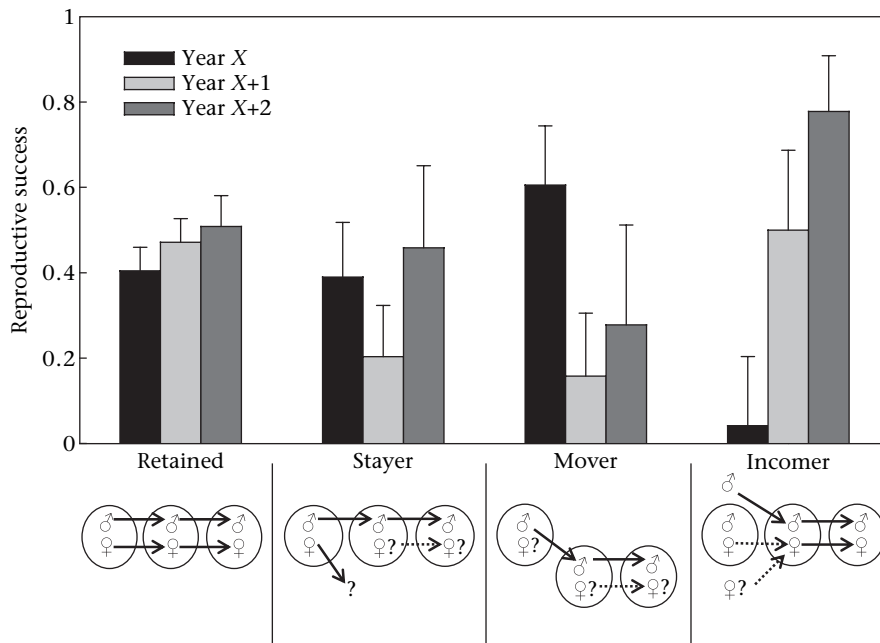 1
0.8
0.6
0.4
0.2
0
Reproductive success
Year X
Year X+1
Year X+2
Retained
Stayer
Mover
Incomer
♂ ♂ ♂
♀ ♀ ♀
♂ ♂ ♂
♀ ♀? ♀?
?
♂
♀?
♂ ♂
♀? ♀?
♂
♂ ♂ ♂
♀ ♀ ♀
♀?